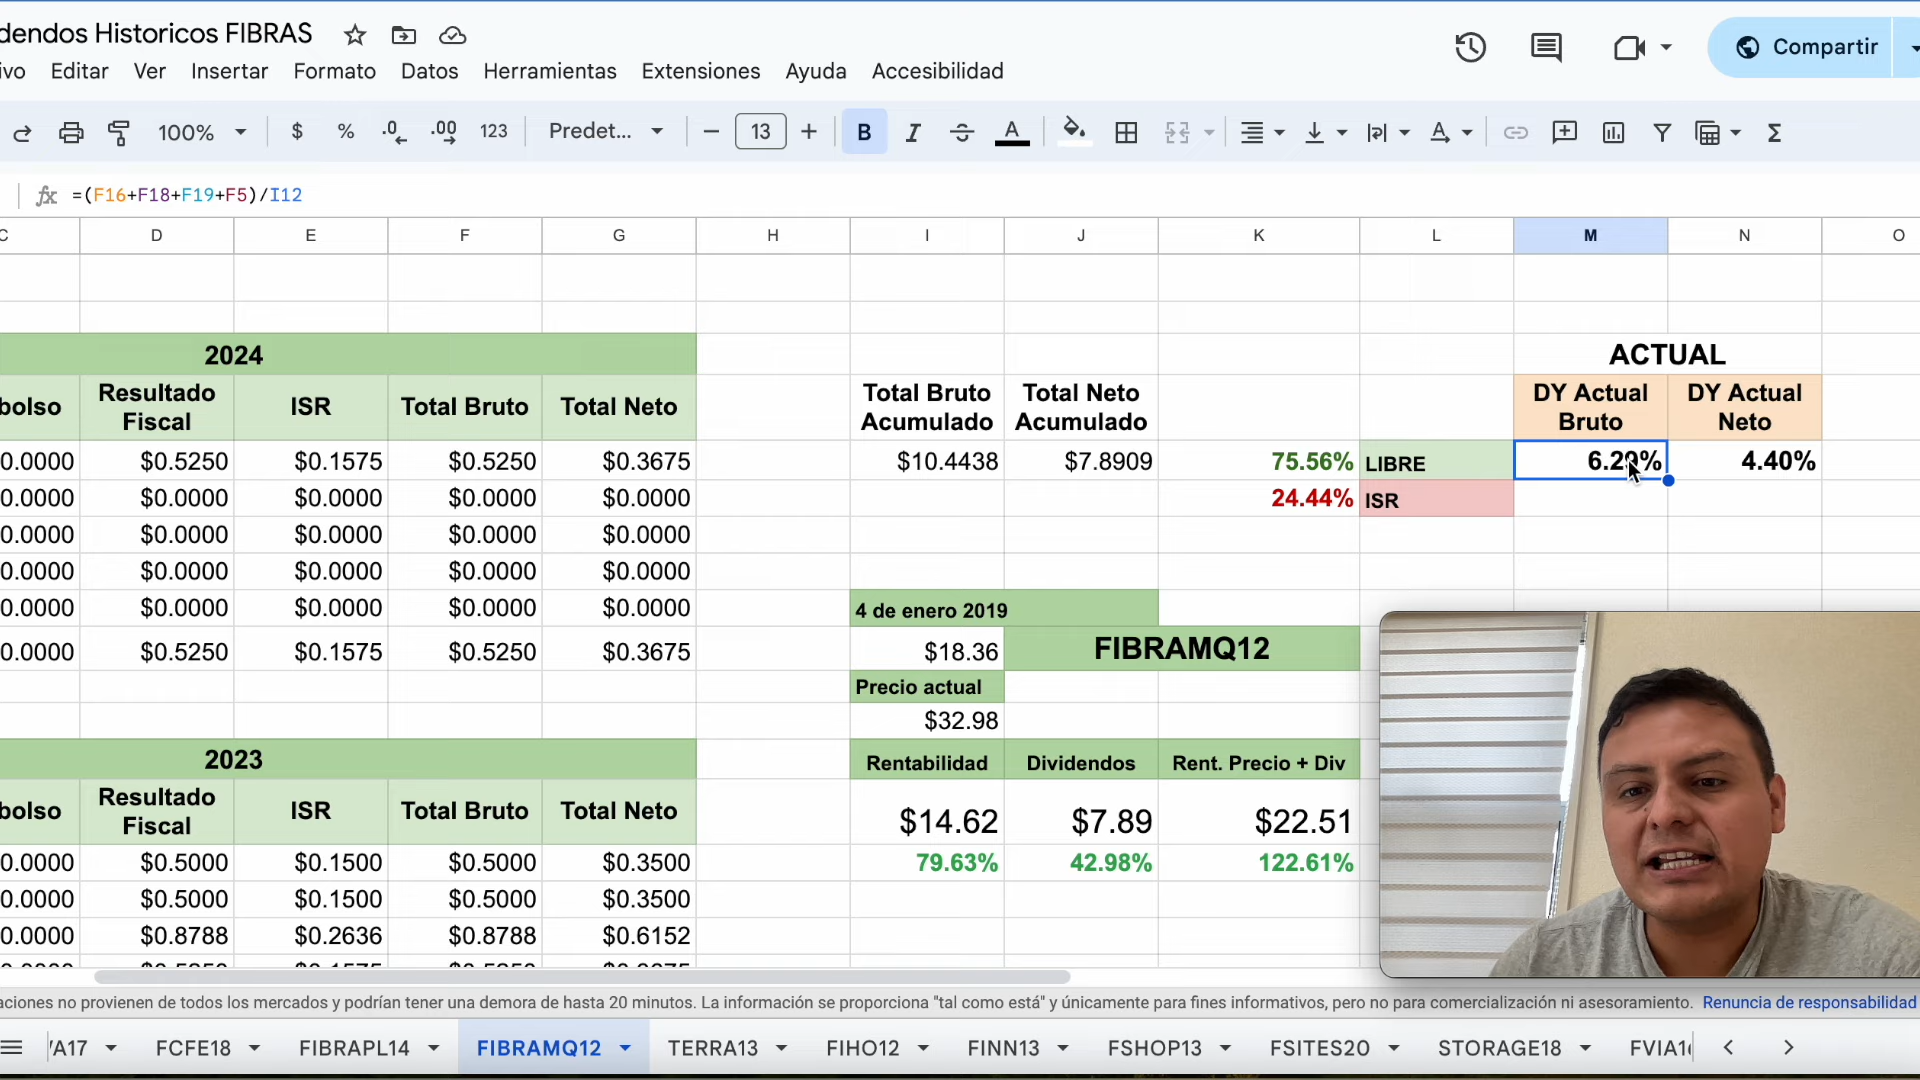 dendos Historicos FIBRAS
Compartir
ivo Editar Ver Insertar Formato Datos Herramientas Extensiones Ayuda Accesibilidad
100% $ % .0 .00 123 Predet... 13 B I A Σ
fx =(F16+F18+F19+F5)/I12
C D E F G H I J K L M N O
2024 ACTUAL
bolso Resultado Fiscal ISR Total Bruto Total Neto Total Bruto Acumulado Total Neto Acumulado DY Actual Bruto DY Actual Neto
0.0000 $0.5250 $0.1575 $0.5250 $0.3675 $10.4438 $7.8909 75.56% LIBRE 6.29% 4.40%
0.0000 $0.0000 $0.0000 $0.0000 $0.0000 24.44% ISR
0.0000 $0.0000 $0.0000 $0.0000 $0.0000
0.0000 $0.0000 $0.0000 $0.0000 $0.0000
0.0000 $0.0000 $0.0000 $0.0000 $0.0000 4 de enero 2019
0.0000 $0.5250 $0.1575 $0.5250 $0.3675 $18.36 FIBRAMQ12
Precio actual
$32.98
2023 Rentabilidad Dividendos Rent. Precio + Div
bolso Resultado Fiscal ISR Total Bruto Total Neto $14.62 $7.89 $22.51
0.0000 $0.5000 $0.1500 $0.5000 $0.3500 79.63% 42.98% 122.61%
0.0000 $0.5000 $0.1500 $0.5000 $0.3500
0.0000 $0.8788 $0.2636 $0.8788 $0.6152
aciones no provienen de todos los mercados y podrían tener una demora de hasta 20 minutos. La información se proporciona "tal como está" y únicamente para fines informativos, pero no para comercialización ni asesoramiento. Renuncia de responsabilidad
/A17 FCFE18 FIBRAPL14 FIBRAMQ12 TERRA13 FIHO12 FINN13 FSHOP13 FSITES20 STORAGE18 FVIA16